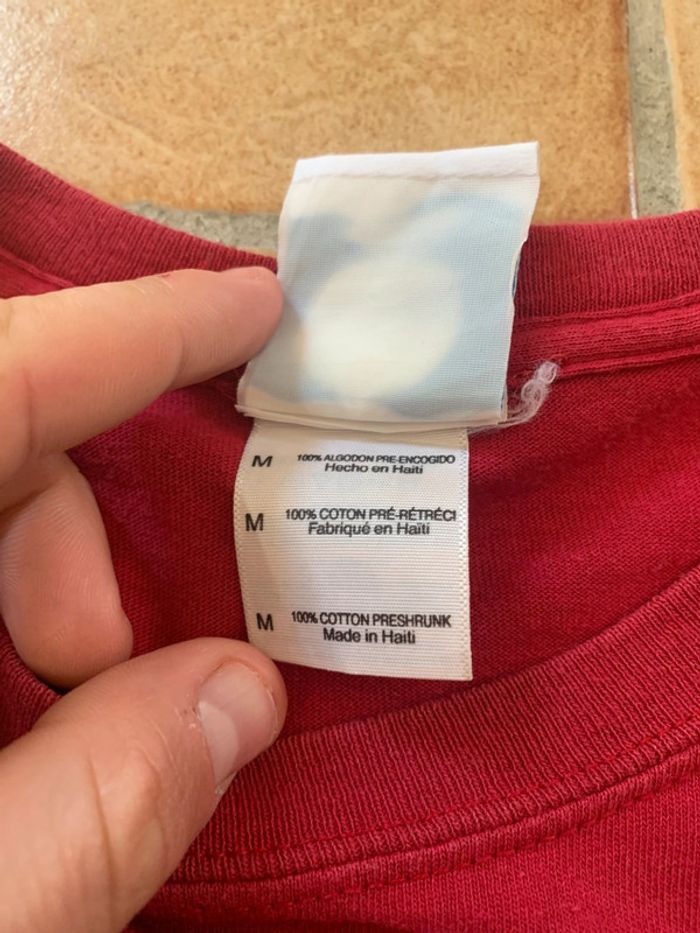 M 100% ALGODON PRE-ENCOGIDO
Hecho en Haiti
M 100% COTON PRÉ-RÉTRÉCI
Fabriqué en Haïti
M 100% COTTON PRESHRUNK
Made in Haiti